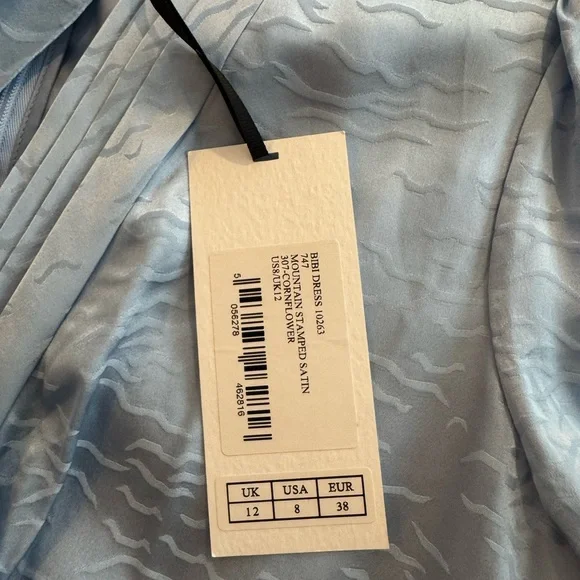 BIBI DRESS 10263
747
MOUNTAIN STAMPED SATIN
307-CORNFLOWER
US8/UK12
5 056278 462816
UK USA EUR
12 8 38